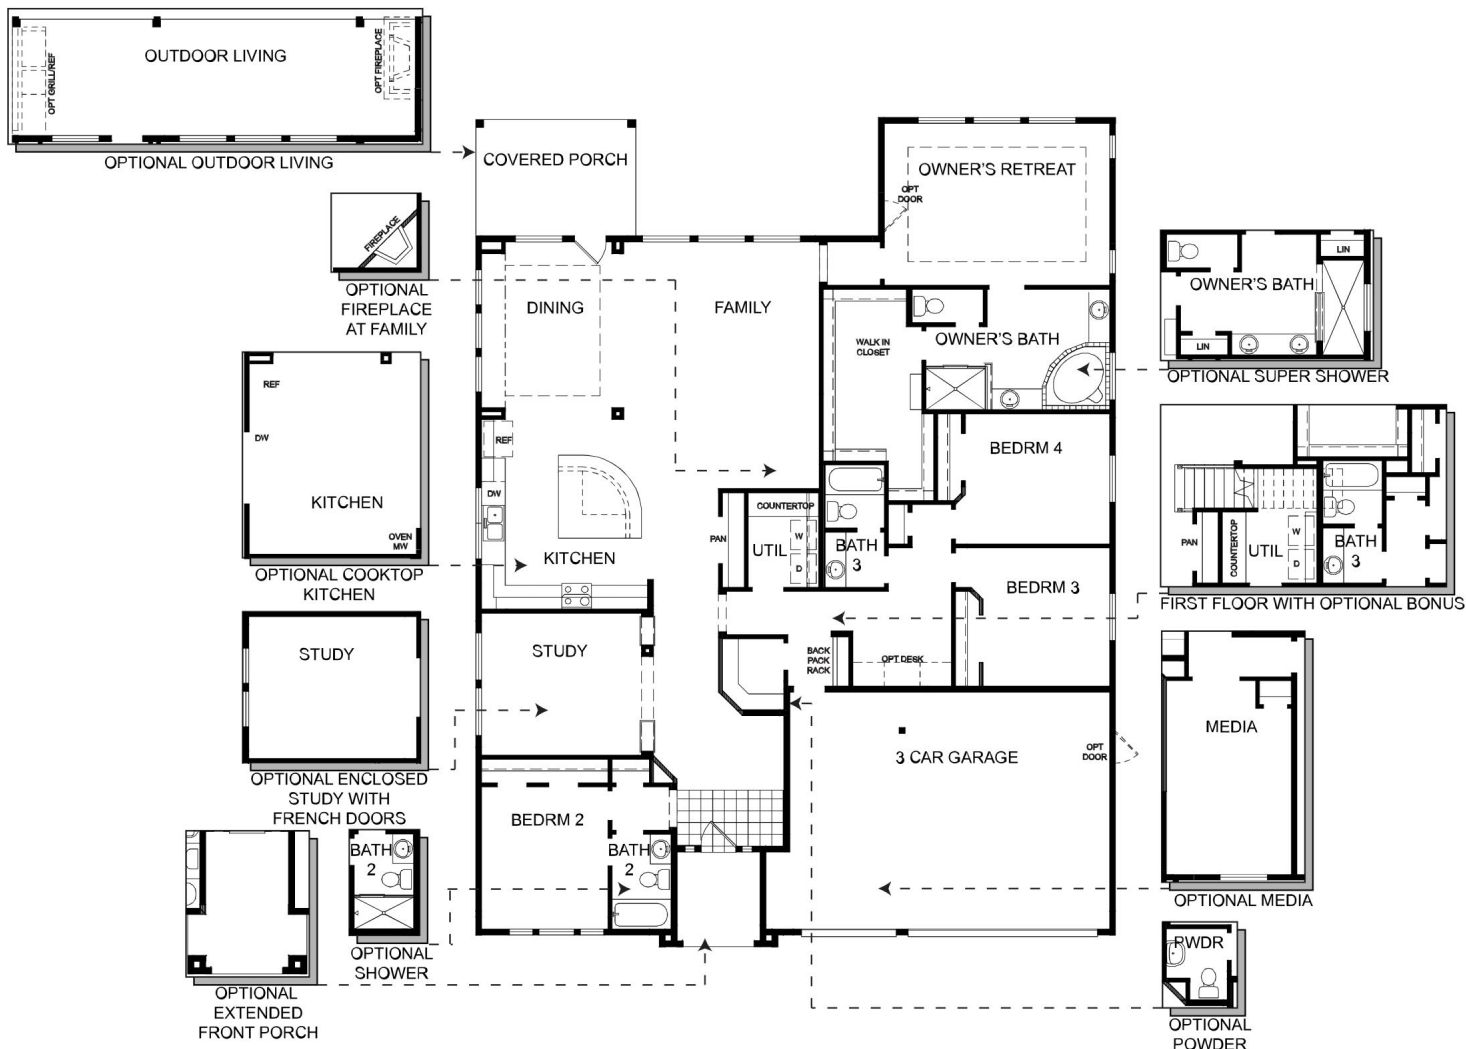 OUTDOOR LIVING
OPT GRILL/REF
OPT FIREPLACE
OPTIONAL OUTDOOR LIVING
COVERED PORCH
OWNER'S RETREAT
OPT
DOOR
FIREPLACE
OPTIONAL
FIREPLACE
AT FAMILY
DINING
FAMILY
WALK IN
CLOSET
OWNER'S BATH
LIN
OWNER'S BATH
LIN
OPTIONAL SUPER SHOWER
REF
DW
KITCHEN
OVEN
MW
OPTIONAL COOKTOP
KITCHEN
REF
DW
KITCHEN
BEDRM 4
PAN
COUNTERTOP
UTIL
W
D
BATH
3
BEDRM 3
PAN
COUNTERTOP
UTIL
W
D
BATH
3
FIRST FLOOR WITH OPTIONAL BONUS
STUDY
OPTIONAL ENCLOSED
STUDY WITH
FRENCH DOORS
STUDY
BACK
PACK
RACK
OPT DESK
MEDIA
OPTIONAL MEDIA
3 CAR GARAGE
OPT
DOOR
BEDRM 2
BATH
2
BATH
2
OPTIONAL
SHOWER
OPTIONAL
EXTENDED
FRONT PORCH
PWDR
OPTIONAL
POWDER